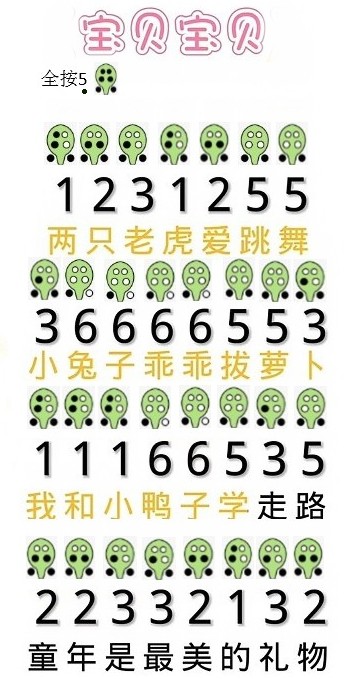 宝贝宝贝
全按5
1 2 3 1 2 5 5
两只老虎爱跳舞
3 6 6 6 6 5 5 3
小兔子乖乖拔萝卜
1 1 1 6 6 5 3 5
我和小鸭子学走路
2 2 3 3 2 1 3 2
童年是最美的礼物